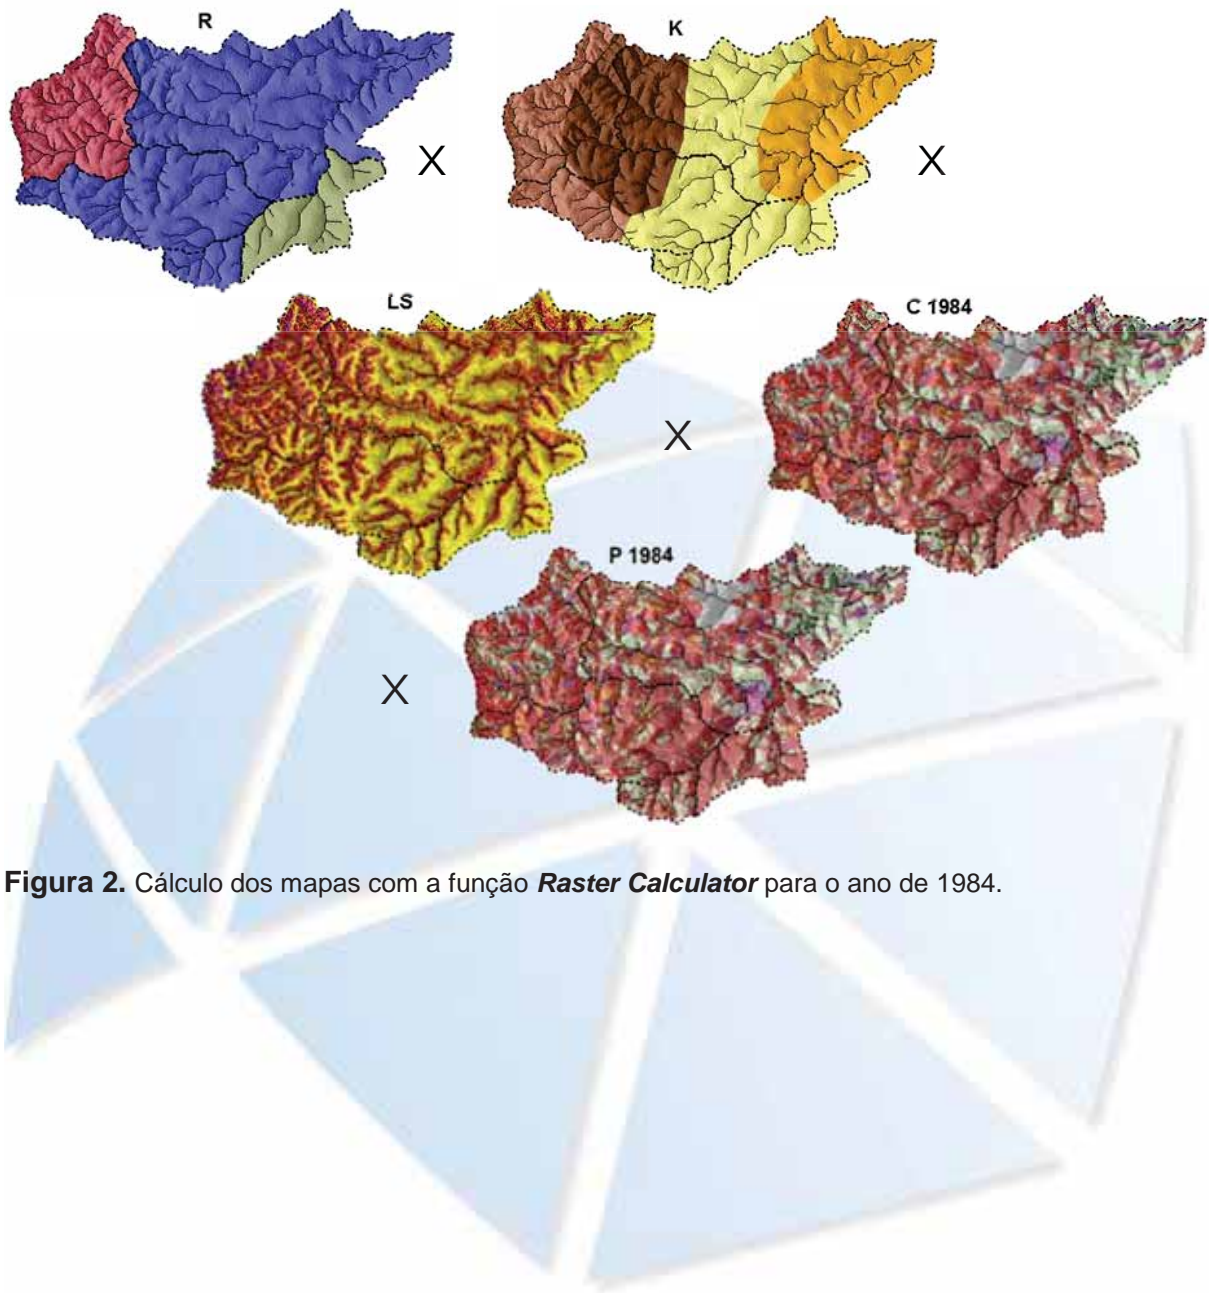 R
K
X
X
LS
C 1984
X
P 1984
X
Figura 2. Cálculo dos mapas com a função Raster Calculator para o ano de 1984.